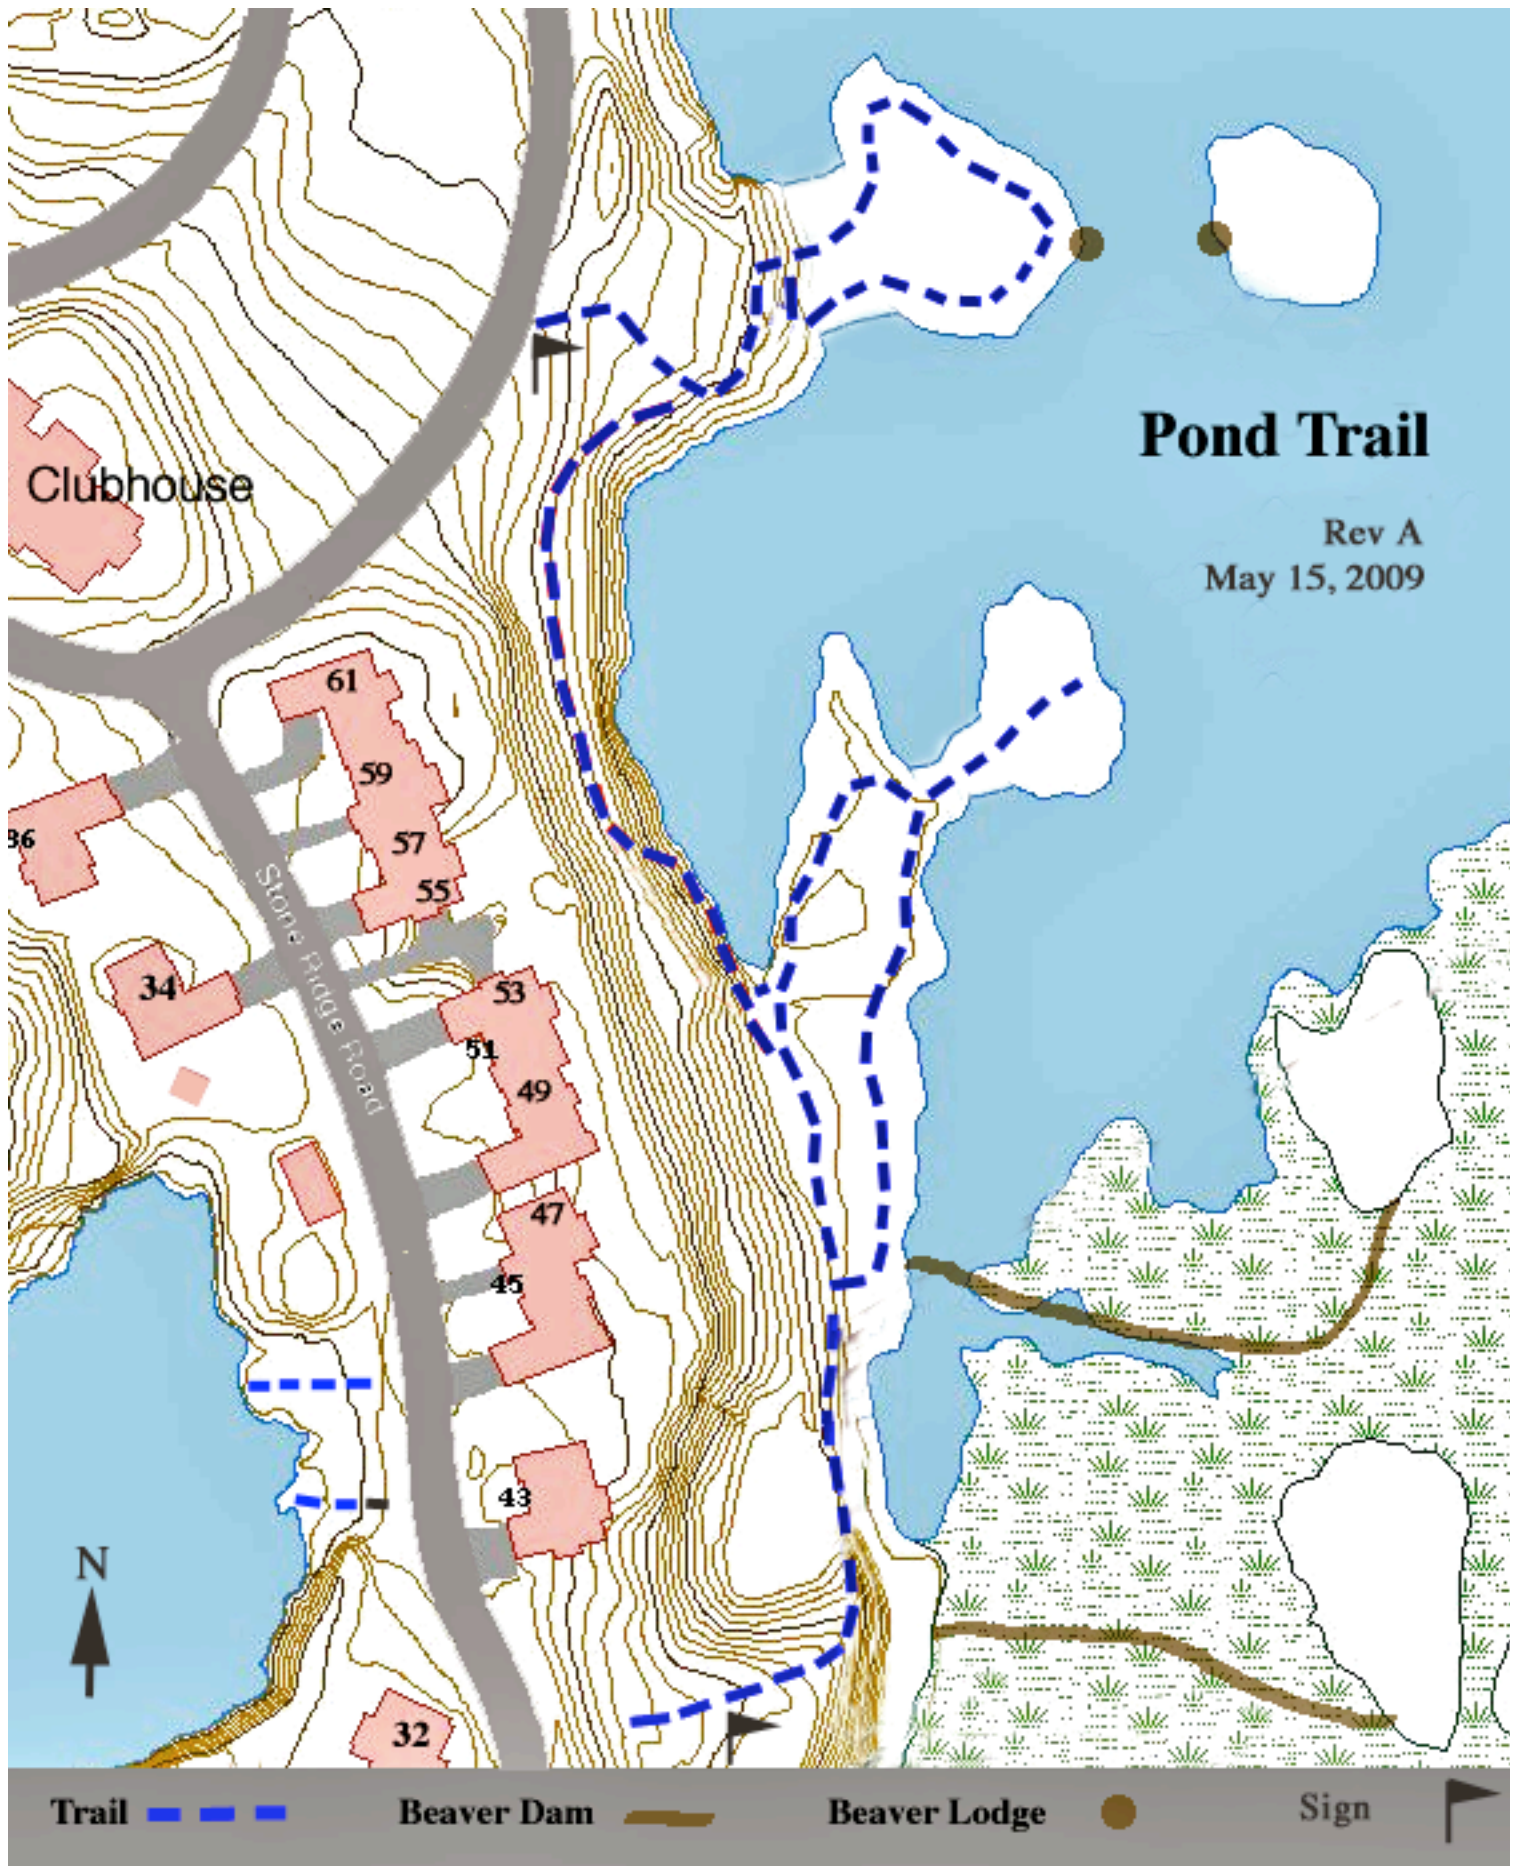 Pond Trail
Rev A
May 15, 2009
Clubhouse
61
59
57
55
36
Stone Ridge Road
34
53
51
49
47
45
43
32
N
Trail
Beaver Dam
Beaver Lodge
Sign